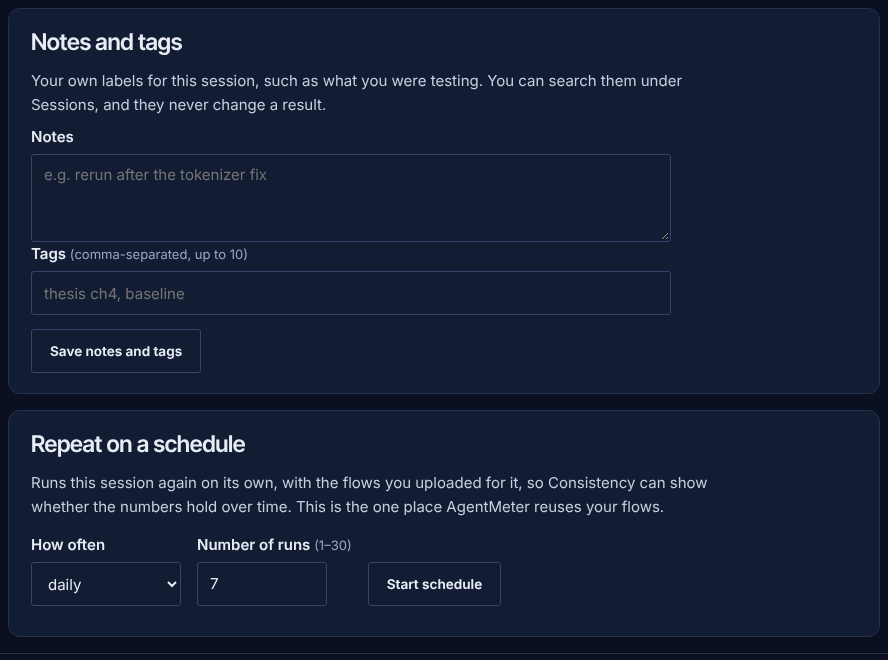 Notes and tags
Your own labels for this session, such as what you were testing. You can search them under
Sessions, and they never change a result.
Notes
e.g. rerun after the tokenizer fix
Tags (comma-separated, up to 10)
thesis ch4, baseline
Save notes and tags
Repeat on a schedule
Runs this session again on its own, with the flows you uploaded for it, so Consistency can show
whether the numbers hold over time. This is the one place AgentMeter reuses your flows.
How often Number of runs (1–30)
daily 7 Start schedule